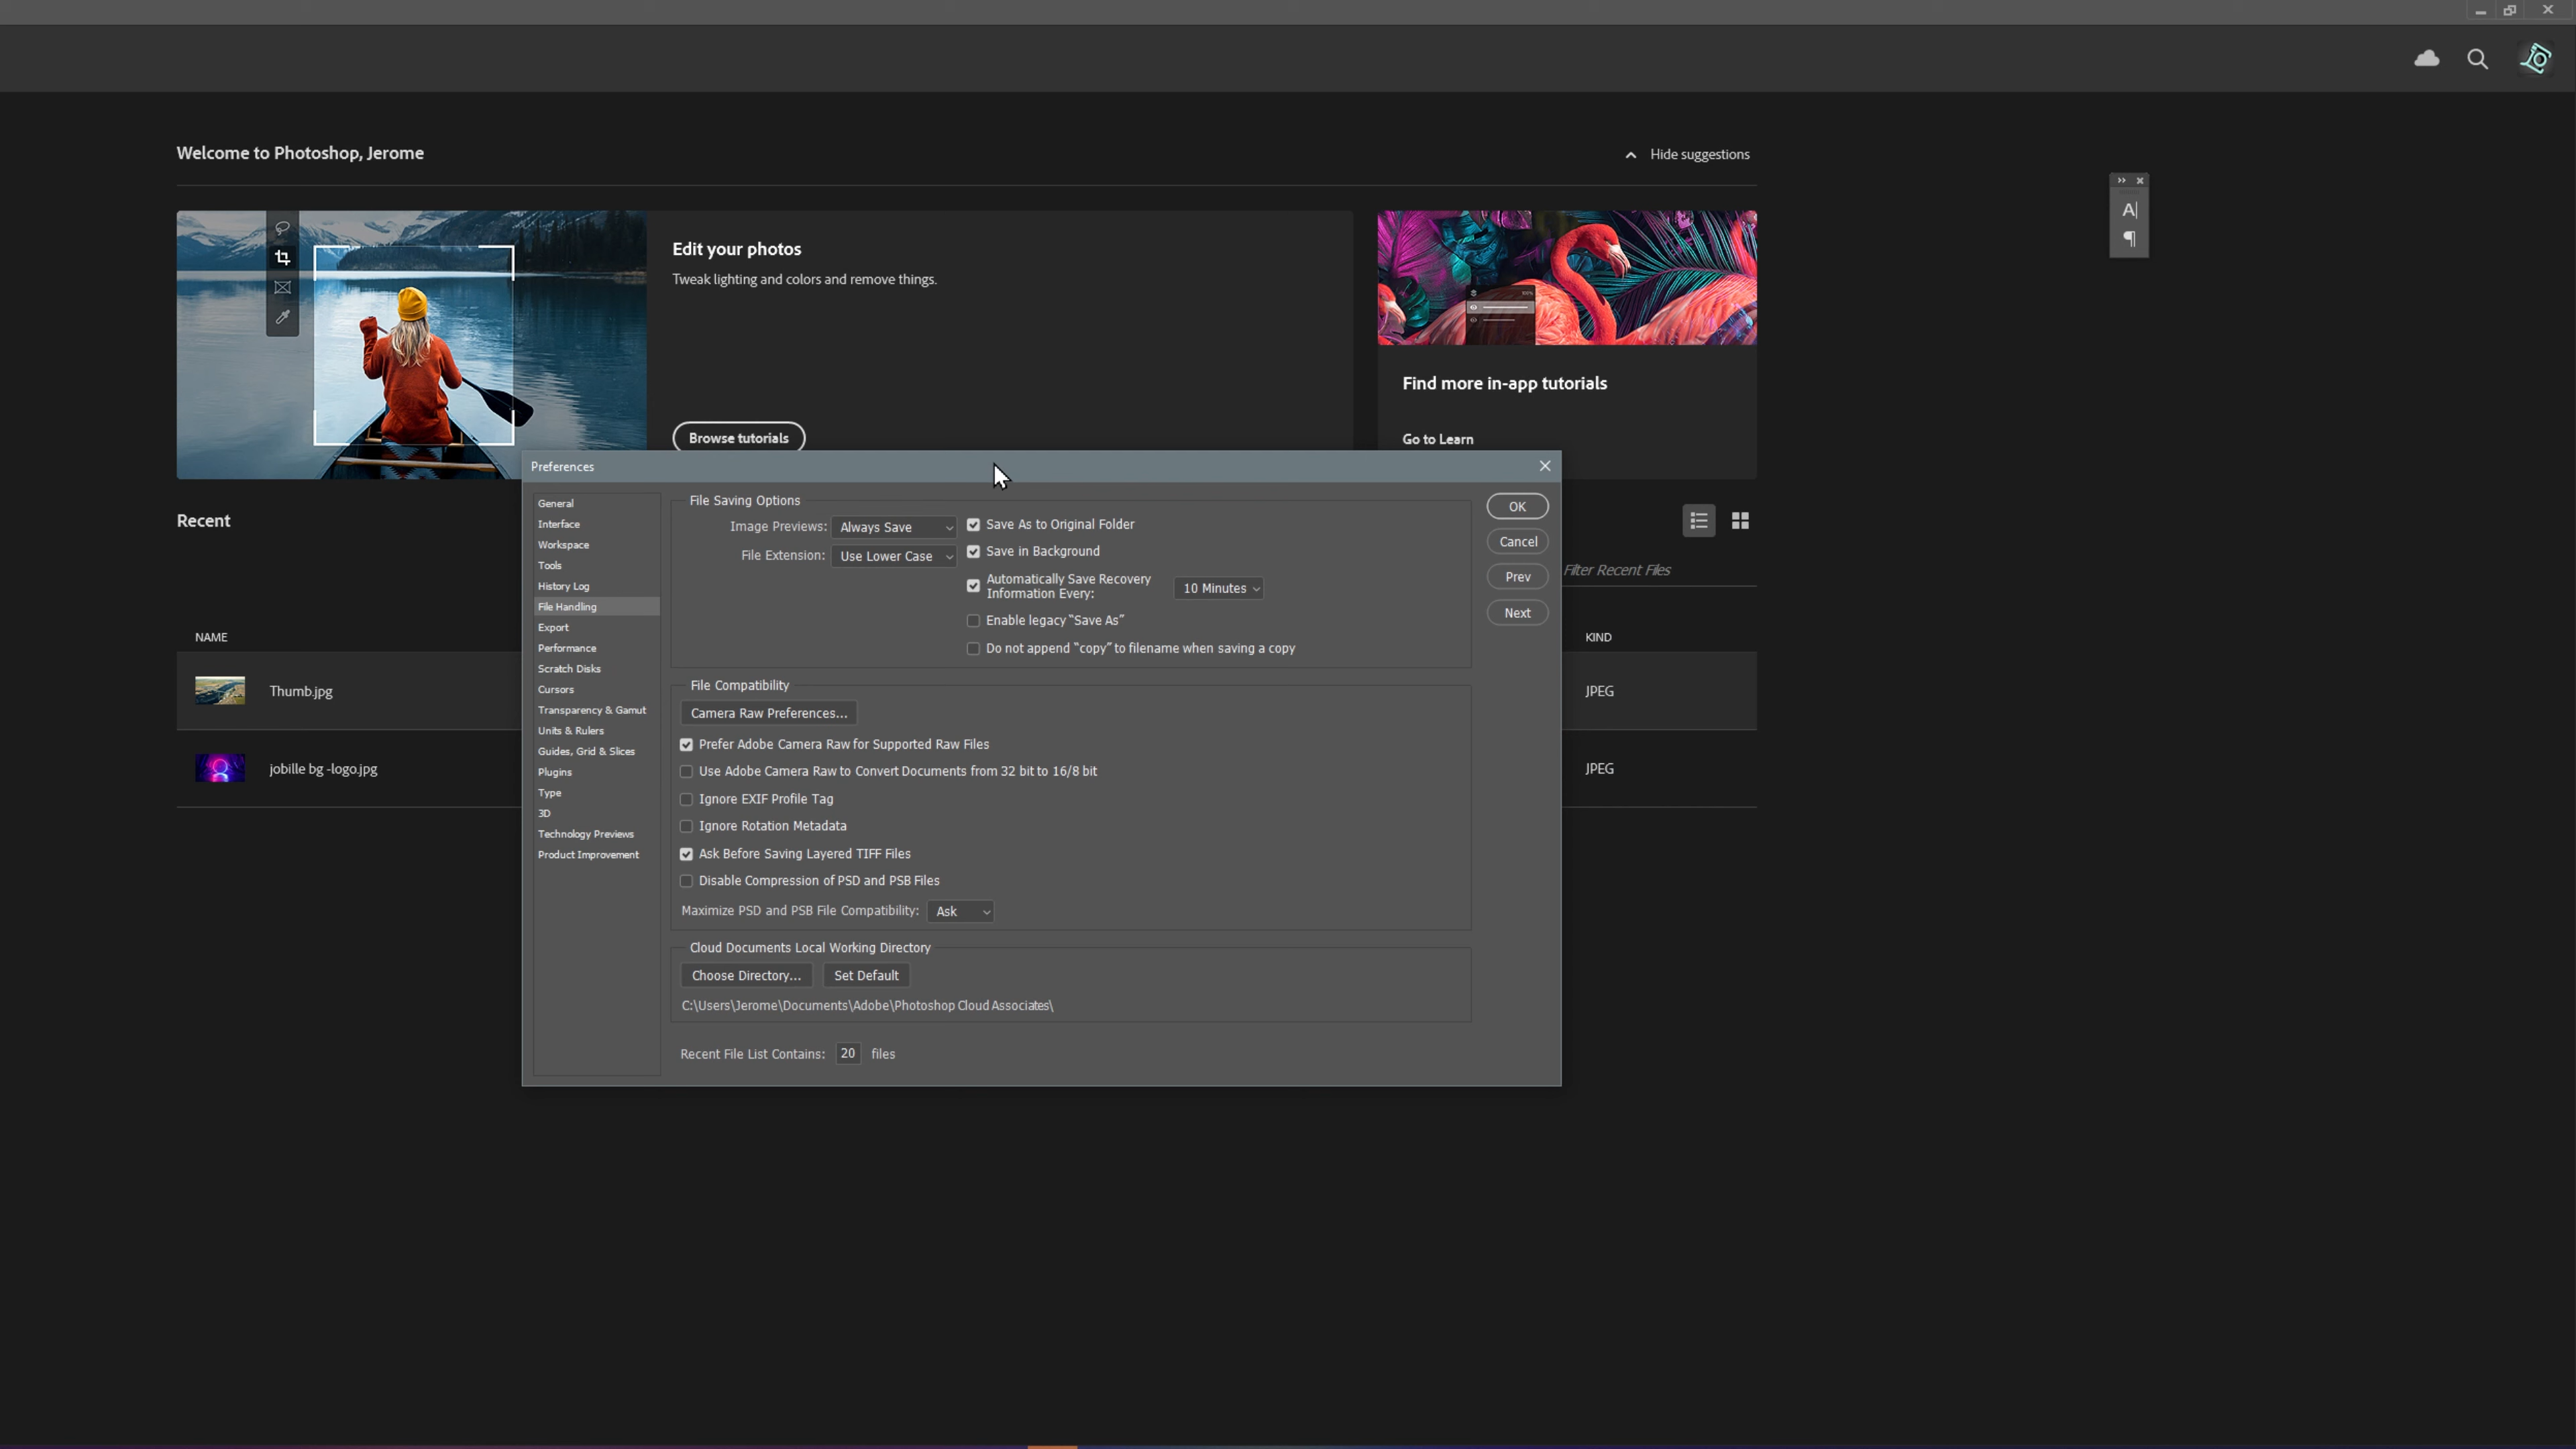 Welcome to Photoshop, Jerome
Hide suggestions
Edit your photos
Tweak lighting and colors and remove things.
Browse tutorials
Find more in-app tutorials
Go to Learn
A
¶
Recent
Filter Recent Files
NAME
KIND
Thumb.jpg
JPEG
jobille bg -logo.jpg
JPEG
Preferences
General
Interface
Workspace
Tools
History Log
File Handling
Export
Performance
Scratch Disks
Cursors
Transparency & Gamut
Units & Rulers
Guides, Grid & Slices
Plugins
Type
3D
Technology Previews
Product Improvement
File Saving Options
Image Previews: Always Save
File Extension: Use Lower Case
Save As to Original Folder
Save in Background
Automatically Save Recovery
Information Every: 10 Minutes
Enable legacy “Save As”
Do not append “copy” to filename when saving a copy
File Compatibility
Camera Raw Preferences...
Prefer Adobe Camera Raw for Supported Raw Files
Use Adobe Camera Raw to Convert Documents from 32 bit to 16/8 bit
Ignore EXIF Profile Tag
Ignore Rotation Metadata
Ask Before Saving Layered TIFF Files
Disable Compression of PSD and PSB Files
Maximize PSD and PSB File Compatibility: Ask
Cloud Documents Local Working Directory
Choose Directory... Set Default
C:\Users\Jerome\Documents\Adobe\Photoshop Cloud Associates\
Recent File List Contains: 20 files
OK
Cancel
Prev
Next